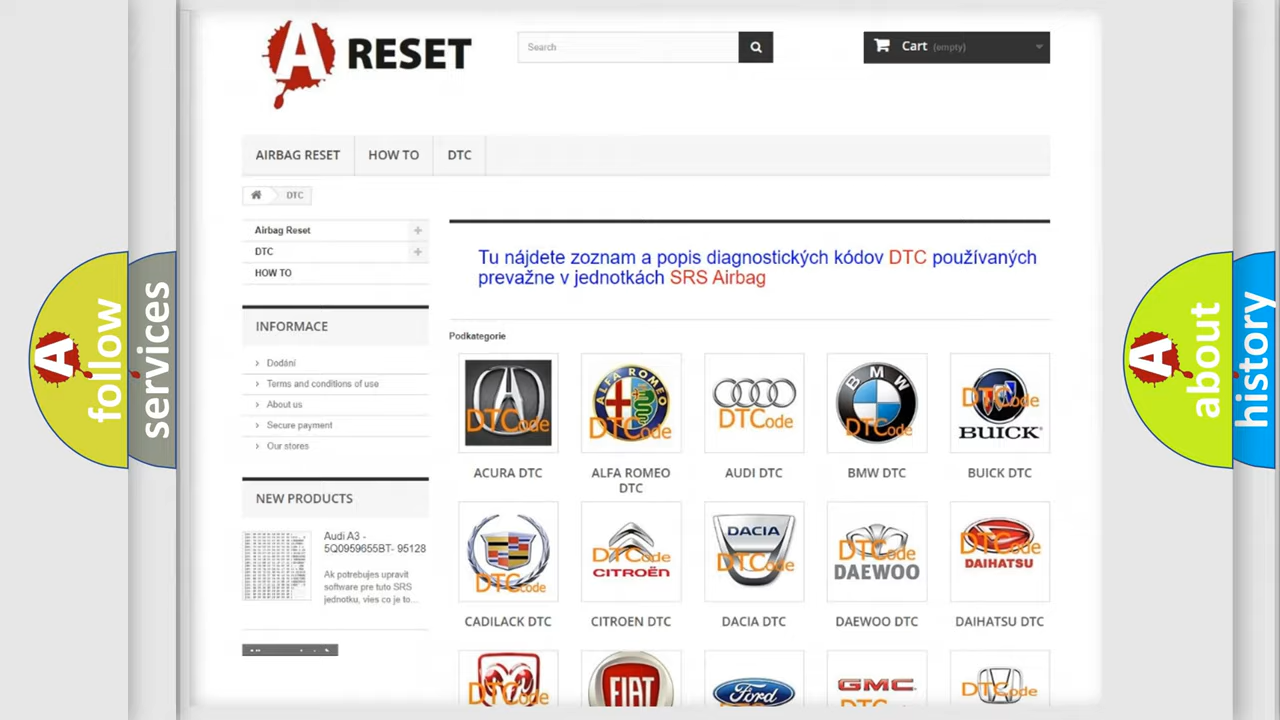 A RESET
Search
Cart (empty)
AIRBAG RESET
HOW TO
DTC
DTC
Airbag Reset
DTC
HOW TO
INFORMACE
Dodání
Terms and conditions of use
About us
Secure payment
Our stores
NEW PRODUCTS
Audi A3 -
5Q0959655BT- 95128
Ak potrebujes upravit
software pre tuto SRS
jednotku, vies co je to...
Tu nájdete zoznam a popis diagnostických kódov DTC používaných
prevažne v jednotkách SRS Airbag
Podkategorie
DTCode
ALFA ROMEO
DTCode
DTCode
BMW
DTCode
DTCode
BUICK
ACURA DTC
ALFA ROMEO
DTC
AUDI DTC
BMW DTC
BUICK DTC
DTCode
DTCode
CITROËN
DACIA
DTCode
DTCode
DAEWOO
DTCode
DAIHATSU
CADILACK DTC
CITROEN DTC
DACIA DTC
DAEWOO DTC
DAIHATSU DTC
DTCode
FIAT
Ford
GMC
DTCode
A follow
services
A about
history